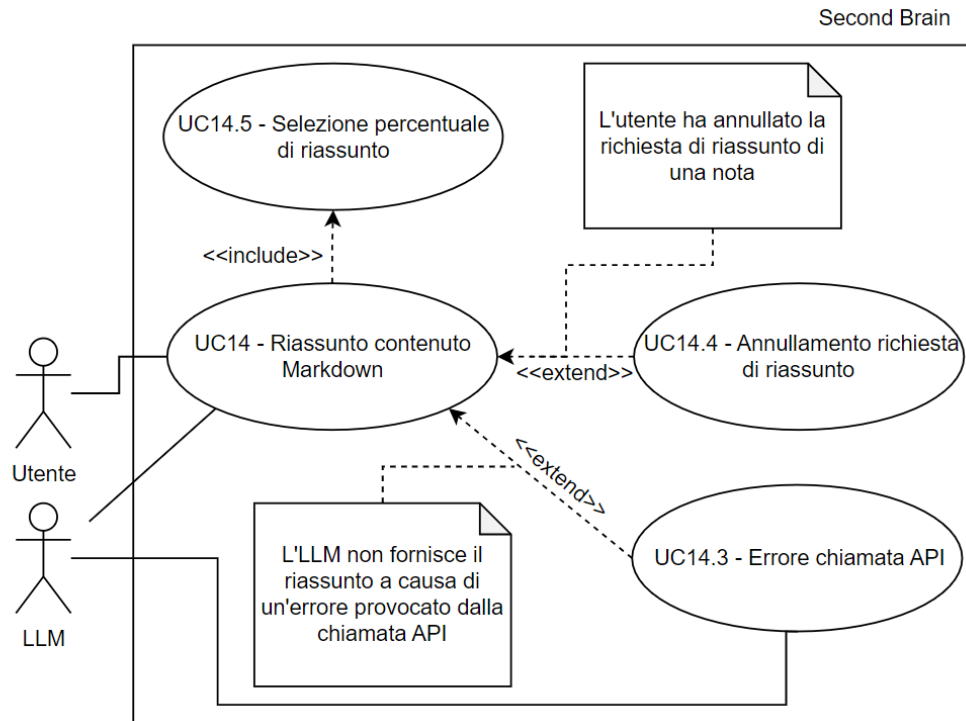 Second Brain
UC14.5 - Selezione percentuale
di riassunto
L'utente ha annullato la
richiesta di riassunto di
una nota
<<include>>
UC14 - Riassunto contenuto
Markdown
<<extend>>
UC14.4 - Annullamento richiesta
di riassunto
Utente
<<extend>>
L'LLM non fornisce il
riassunto a causa di
un'errore provocato dalla
chiamata API
UC14.3 - Errore chiamata API
LLM